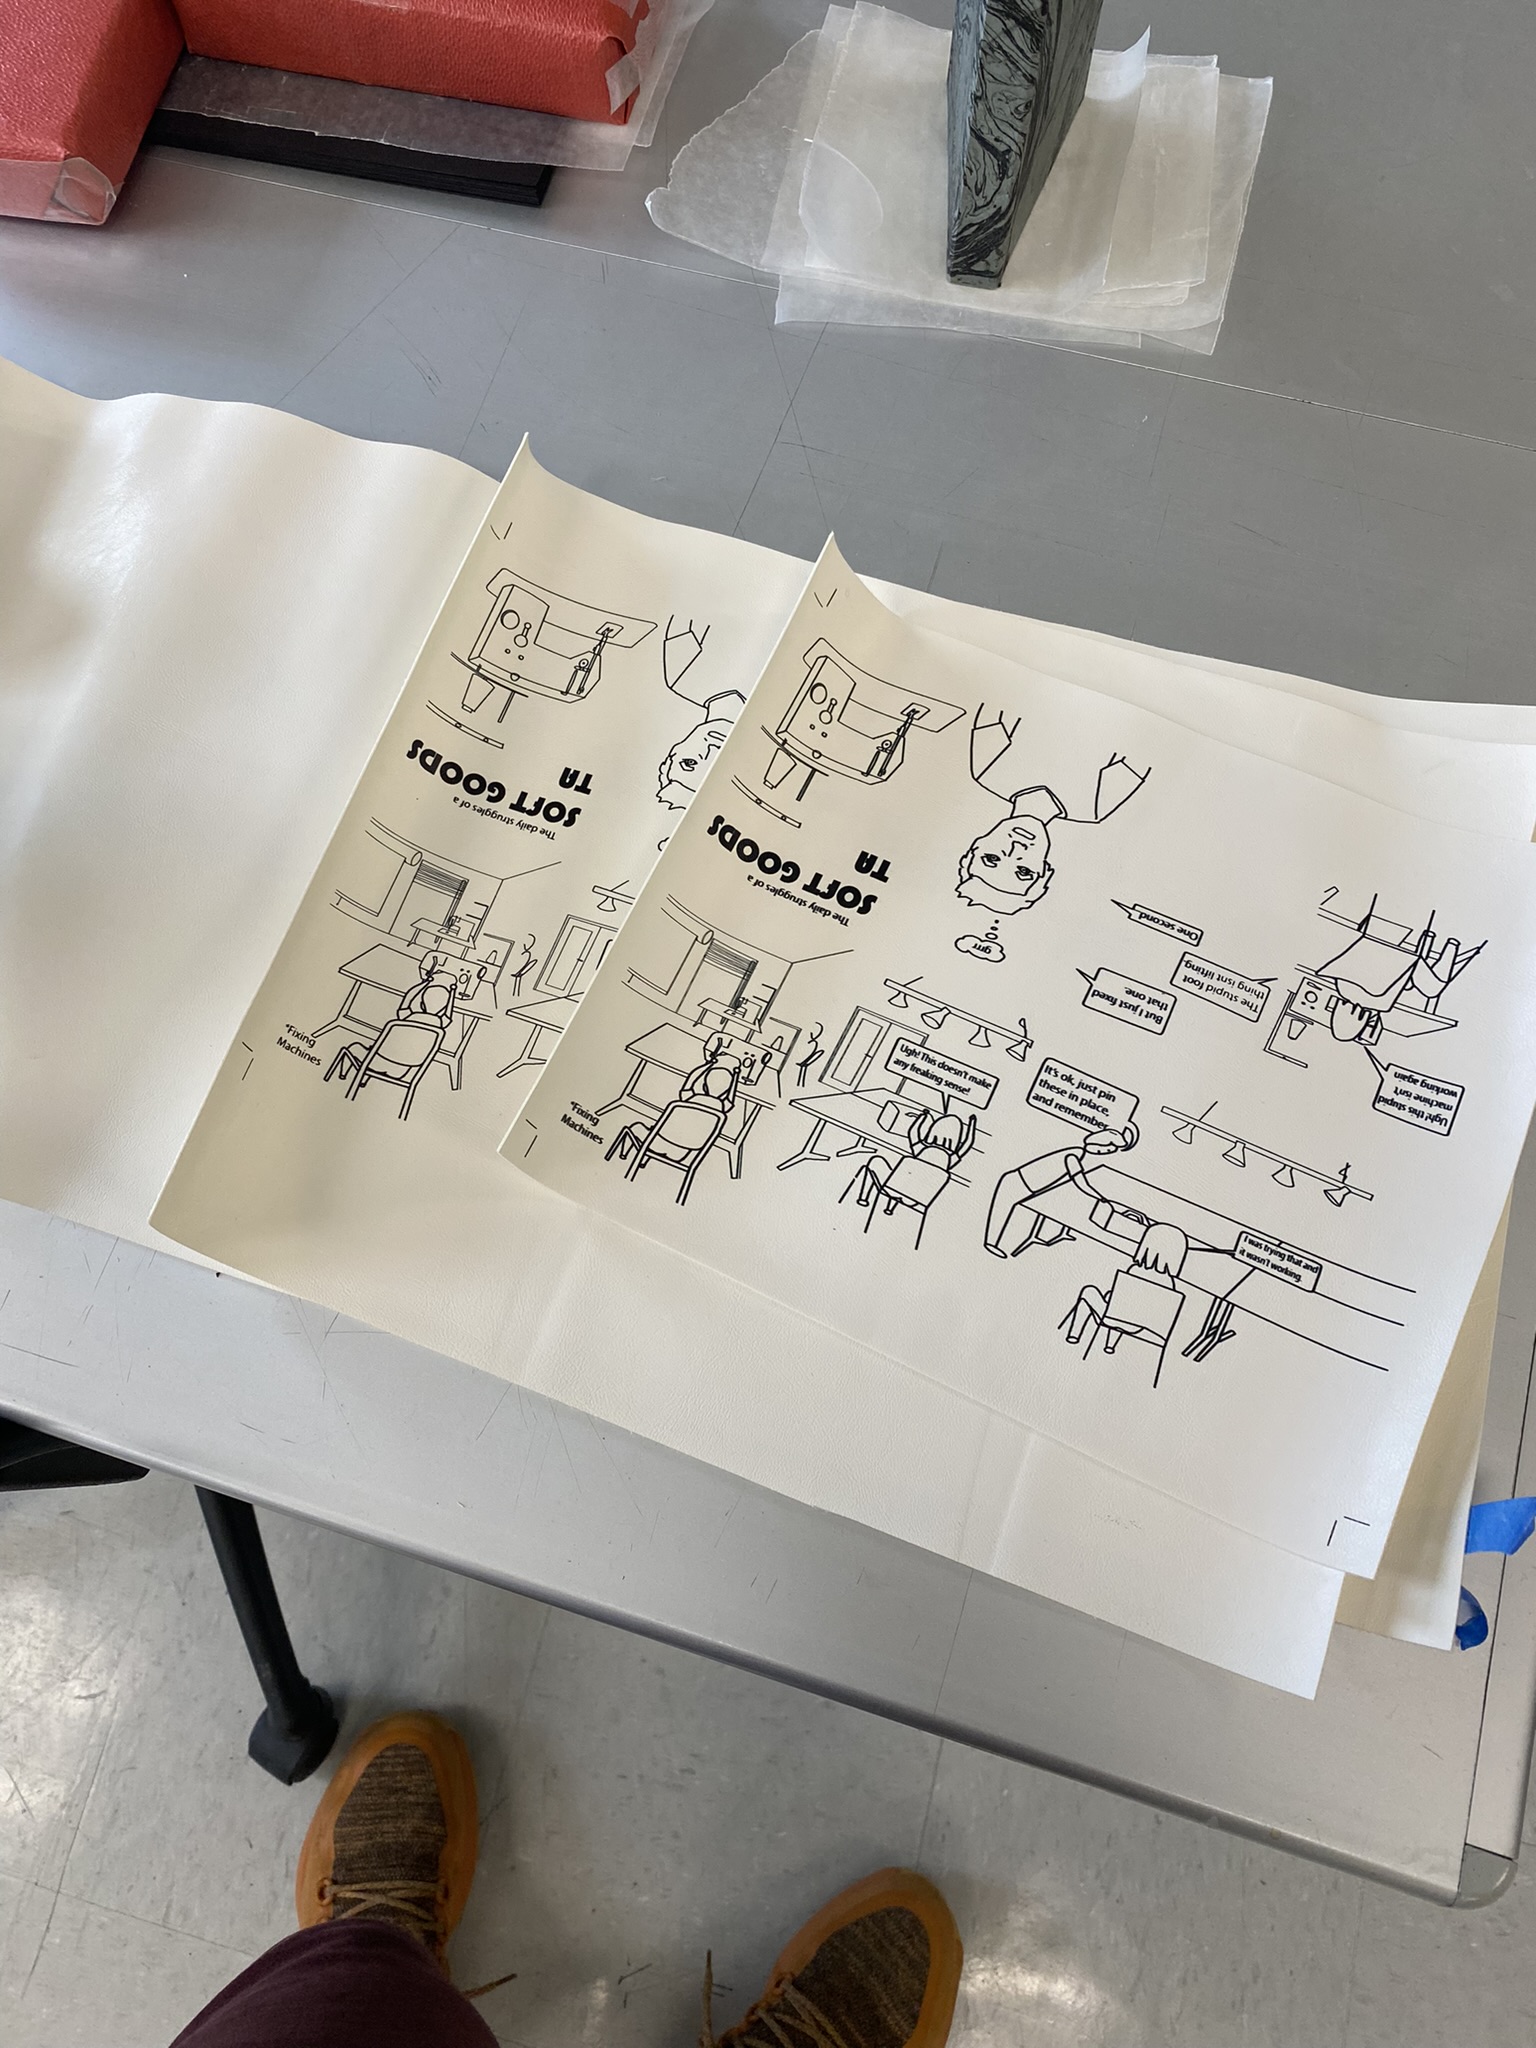 The daily struggles of a
SOFT GOODS
TA
The daily struggles of a
SOFT GOODS
TA
grrr
One second
But I just fixed
that one.
The stupid foot
thing isnt lifting.
Ugh! this stupid
machine isn't
working again
*Fixing
Machines
*Fixing
Machines
Ugh! This doesn't make
any freaking sense!
It's ok, just pin
these in place.
and remember
I was trying that and
it wasn't working.